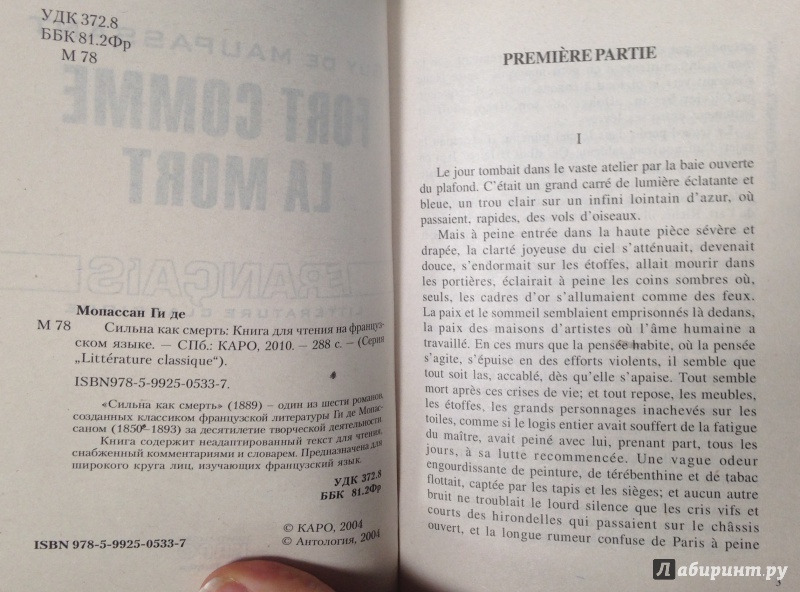 УДК 372.8
ББК 81.2Фр
М 78
GUY DE MAUPASS
FORT COMME
LA MORT
FRANÇAIS
Мопассан Ги де
М 78
Сильна как смерть: Книга для чтения на француз-
ском языке. — СПб.: КАРО, 2010. — 288 с. — (Серия
„Littérature classique“).
ISBN978-5-9925-0533-7.
«Сильна как смерть» (1889) – один из шести романов,
созданных классиком французской литературы Ги де Мопас-
саном (1850-1893) за десятилетие творческой деятельности.
Книга содержит неадаптированный текст для чтения,
снабженный комментариями и словарем. Предназначена для
широкого круга лиц, изучающих французский язык.
УДК 372.8
ББК 81.2Фр
© КАРО, 2004
© Антология, 2004
ISBN 978-5-9925-0533-7
PREMIÈRE PARTIE
I
Le jour tombait dans le vaste atelier par la baie ouverte
du plafond. C’était un grand carré de lumière éclatante et
bleue, un trou clair sur un infini lointain d’azur, où
passaient, rapides, des vols d’oiseaux.
Mais à peine entrée dans la haute pièce sévère et
drapée, la clarté joyeuse du ciel s’atténuait, devenait
douce, s’endormait sur les étoffes, allait mourir dans
les portières, éclairait à peine les coins sombres où,
seuls, les cadres d’or s’allumaient comme des feux.
La paix et le sommeil semblaient emprisonnés là dedans,
la paix des maisons d’artistes où l’âme humaine a
travaillé. En ces murs que la pensée habite, où la pensée
s’agite, s’épuise en des efforts violents, il semble que
tout soit las, accablé, dès qu’elle s’apaise. Tout semble
mort après ces crises de vie; et tout repose, les meubles,
les étoffes, les grands personnages inachevés sur les
toiles, comme si le logis entier avait souffert de la fatigue
du maître, avait peiné avec lui, prenant part, tous les
jours, à sa lutte recommencée. Une vague odeur
engourdissante de peinture, de térébenthine et de tabac
flottait, captée par les tapis et les sièges; et aucun autre
bruit ne troublait le lourd silence que les cris vifs et
courts des hirondelles qui passaient sur le châssis
ouvert, et la longue rumeur confuse de Paris à peine
3
Лабиринт.ру